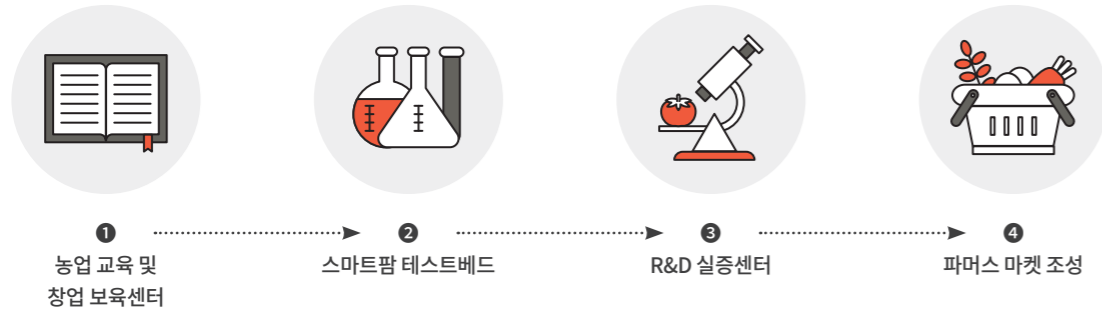 ❶
농업 교육 및
창업 보육센터
❷
스마트팜 테스트베드
❸
R&D 실증센터
❹
파머스 마켓 조성